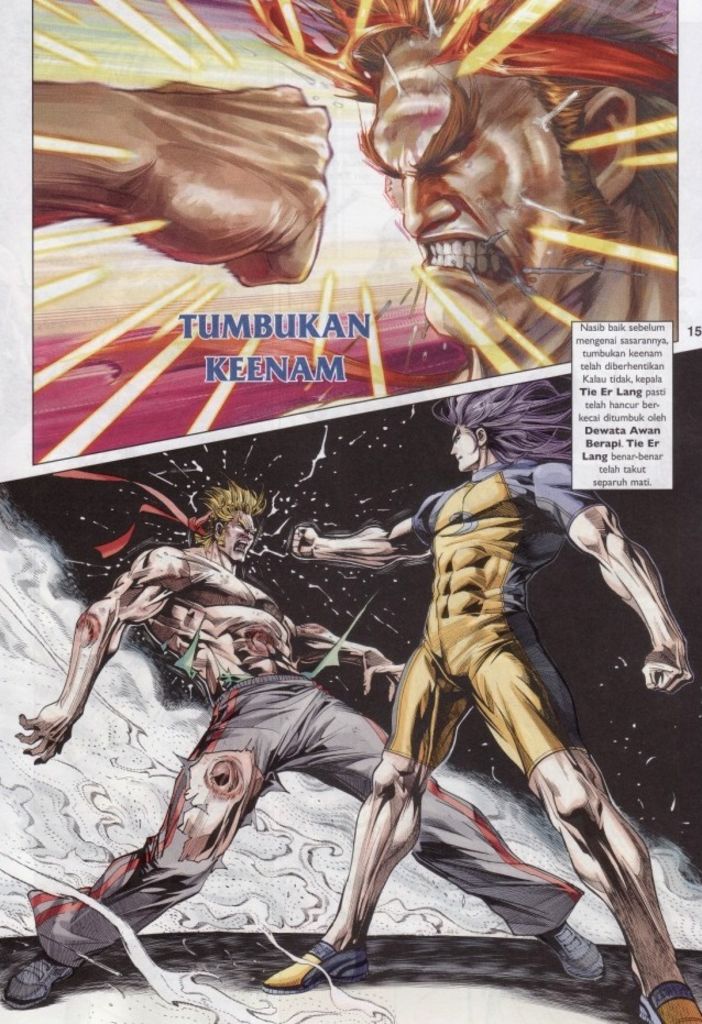 TUMBUKAN
KEENAM
15
Nasib baik sebelum
mengenai sasarannya,
tumbukan keenam
telah diberhentikan
Kalau tidak, kepala
Tie Er Lang pasti
telah hancur ber-
kecai ditumbuk oleh
Dewata Awan
Berapi. Tie Er
Lang benar-benar
telah takut
separuh mati.